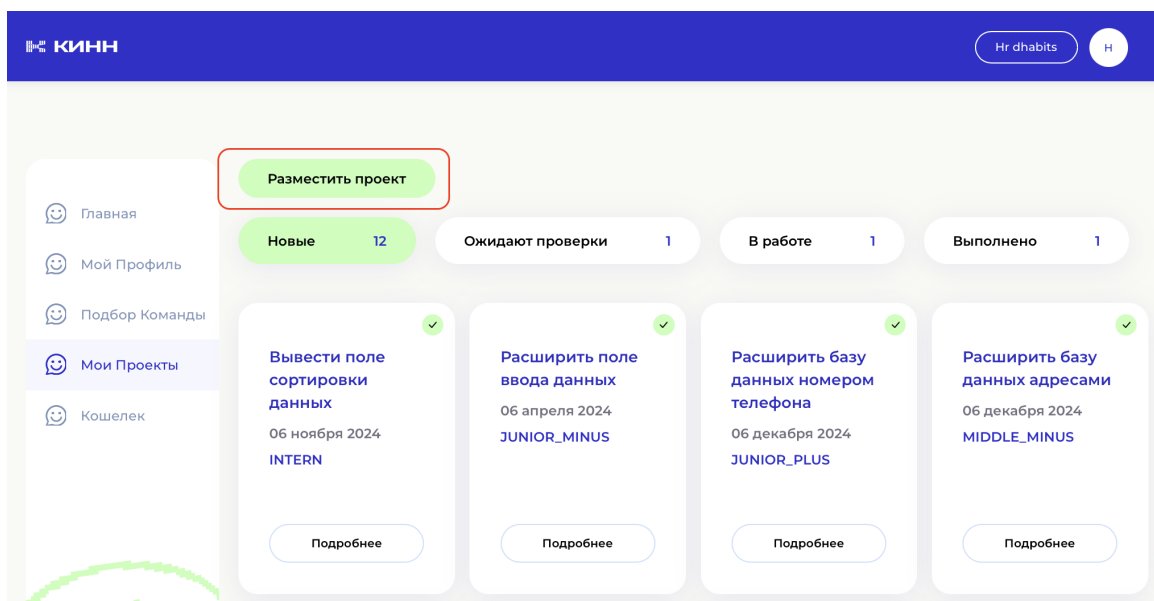 КИНН
Hr dhabits
H
Разместить проект
Главная
Мой Профиль
Подбор Команды
Мои Проекты
Кошелек
Новые 12
Ожидают проверки 1
В работе 1
Выполнено 1
Вывести поле
сортировки
данных
06 ноября 2024
INTERN
Подробнее
Расширить поле
ввода данных
06 апреля 2024
JUNIOR_MINUS
Подробнее
Расширить базу
данных номером
телефона
06 декабря 2024
JUNIOR_PLUS
Подробнее
Расширить базу
данных адресами
06 декабря 2024
MIDDLE_MINUS
Подробнее